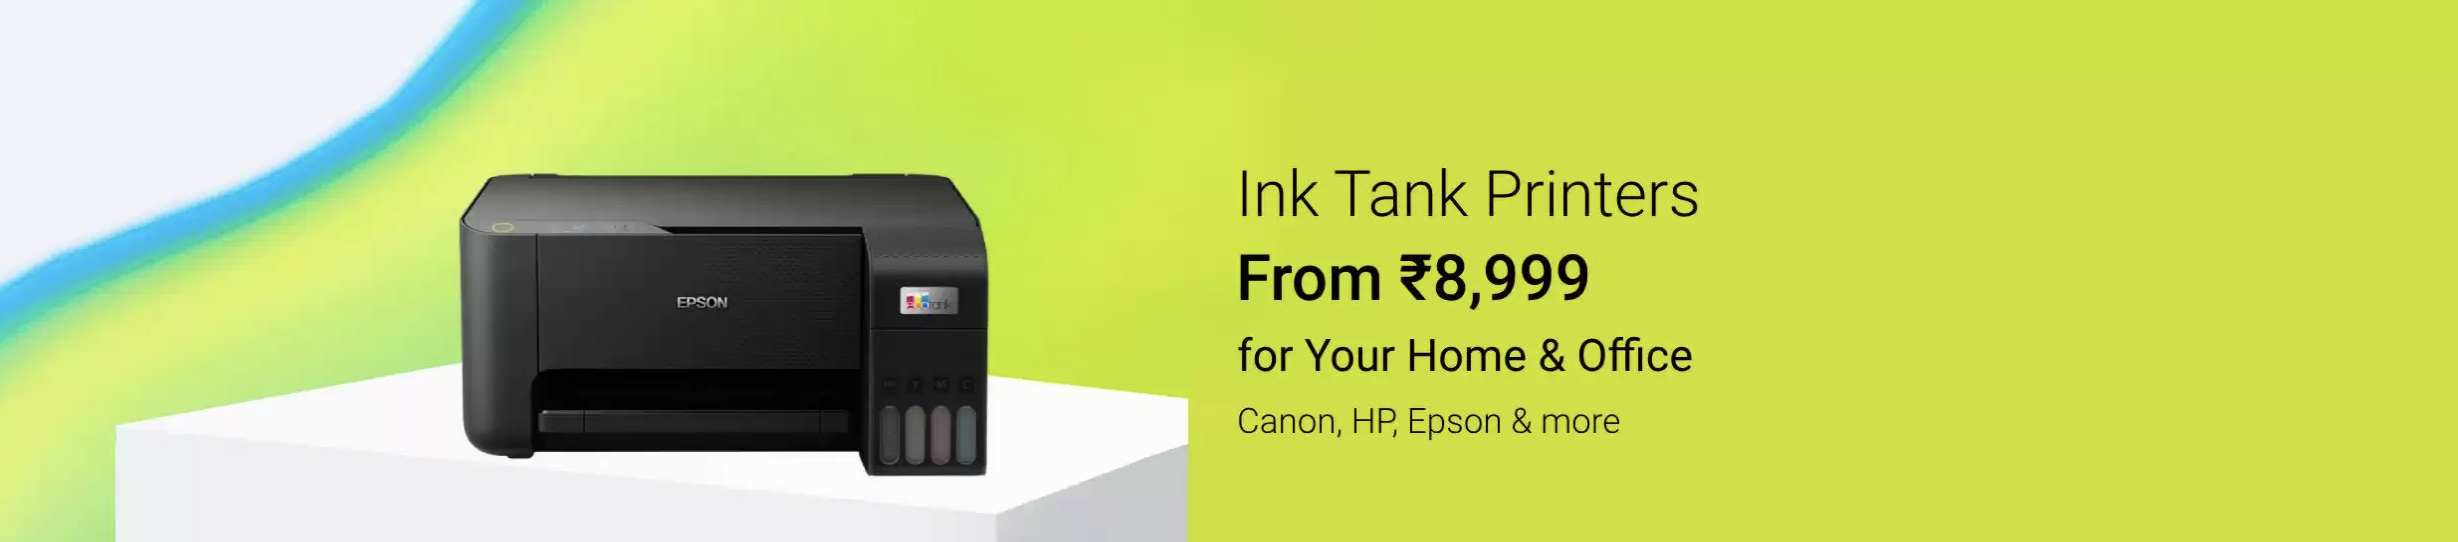 Ink Tank Printers
From ₹8,999
for Your Home & Office
Canon, HP, Epson & more
EPSON